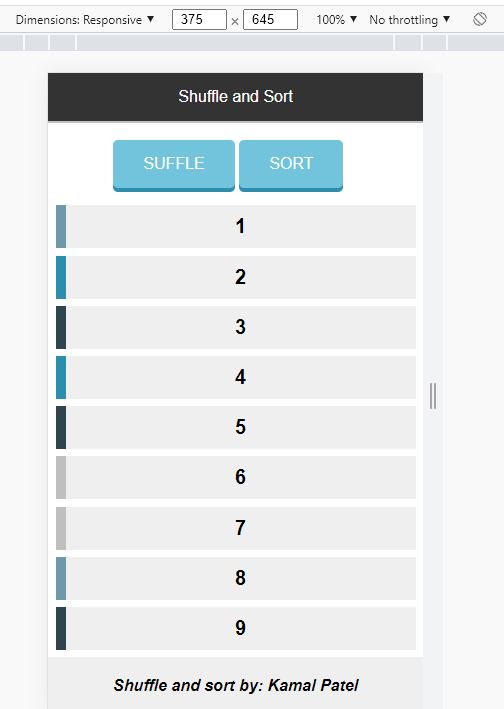 Dimensions: Responsive ▼ 375 × 645 100% ▼ No throttling ▼
Shuffle and Sort
SUFFLE SORT
1
2
3
4
5
6
7
8
9
Shuffle and sort by: Kamal Patel